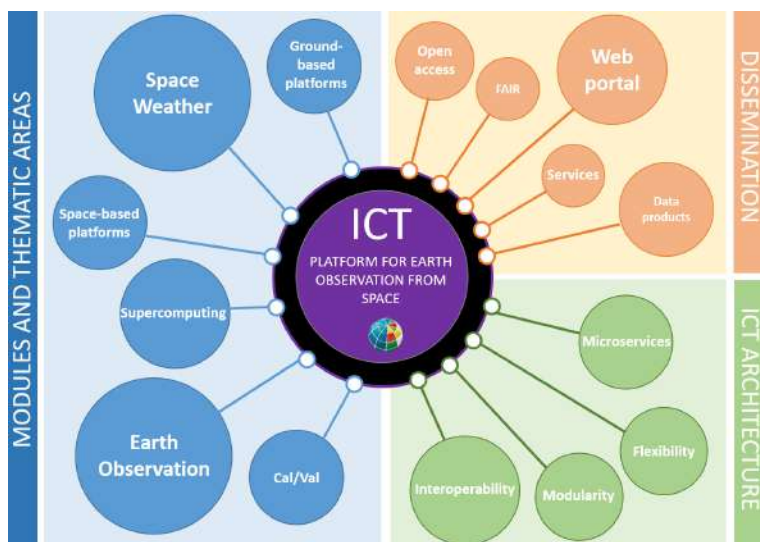 MODULES AND THEMATIC AREAS
Space
Weather
Ground-
based
platforms
Space-based
platforms
Supercomputing
Earth
Observation
Cal/Val
ICT
PLATFORM FOR EARTH
OBSERVATION FROM
SPACE
Open
access
FAIR
Web
portal
Services
Data
products
DISSEMINATION
Microservices
Flexibility
Modularity
Interoperability
ICT ARCHITECTURE